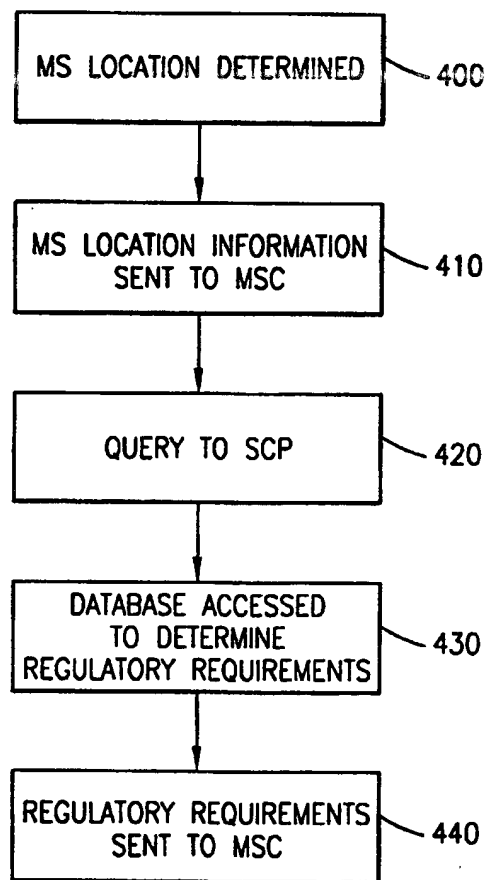 MS LOCATION DETERMINED
400
MS LOCATION INFORMATION
SENT TO MSC
410
QUERY TO SCP
420
DATABASE ACCESSED
TO DETERMINE
REGULATORY REQUIREMENTS
430
REGULATORY REQUIREMENTS
SENT TO MSC
440